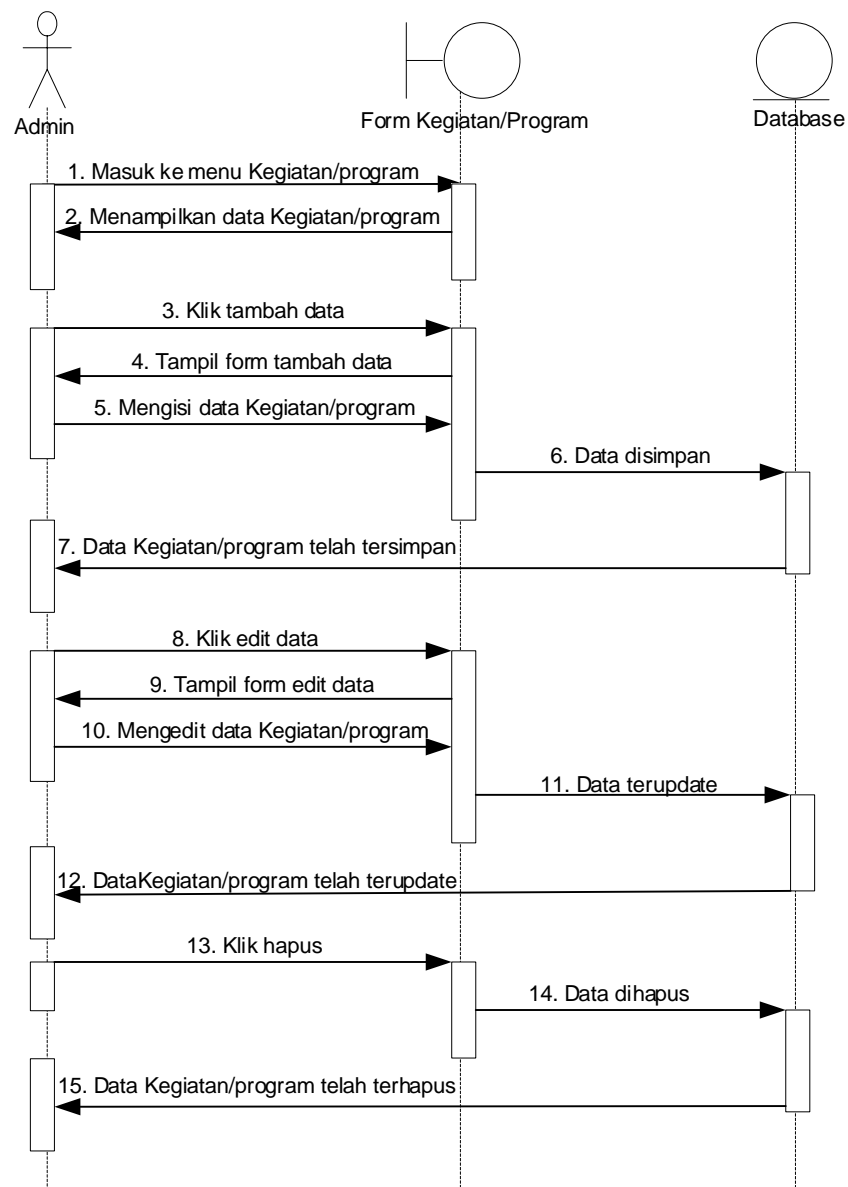 Admin
Form Kegiatan/Program
Database
1. Masuk ke menu Kegiatan/program
2. Menampilkan data Kegiatan/program
3. Klik tambah data
4. Tampil form tambah data
5. Mengisi data Kegiatan/program
6. Data disimpan
7. Data Kegiatan/program telah tersimpan
8. Klik edit data
9. Tampil form edit data
10. Mengedit data Kegiatan/program
11. Data terupdate
12. DataKegiatan/program telah terupdate
13. Klik hapus
14. Data dihapus
15. Data Kegiatan/program telah terhapus